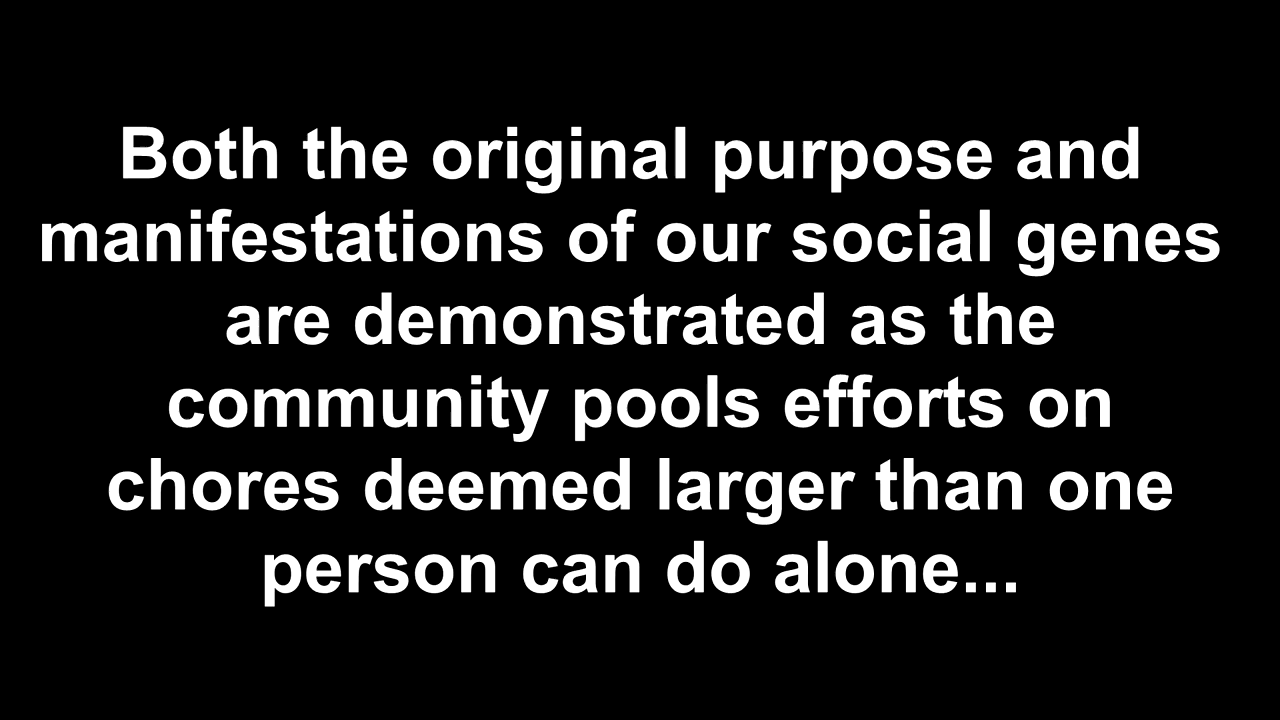 Both the original purpose and
manifestations of our social genes
are demonstrated as the
community pools efforts on
chores deemed larger than one
person can do alone...